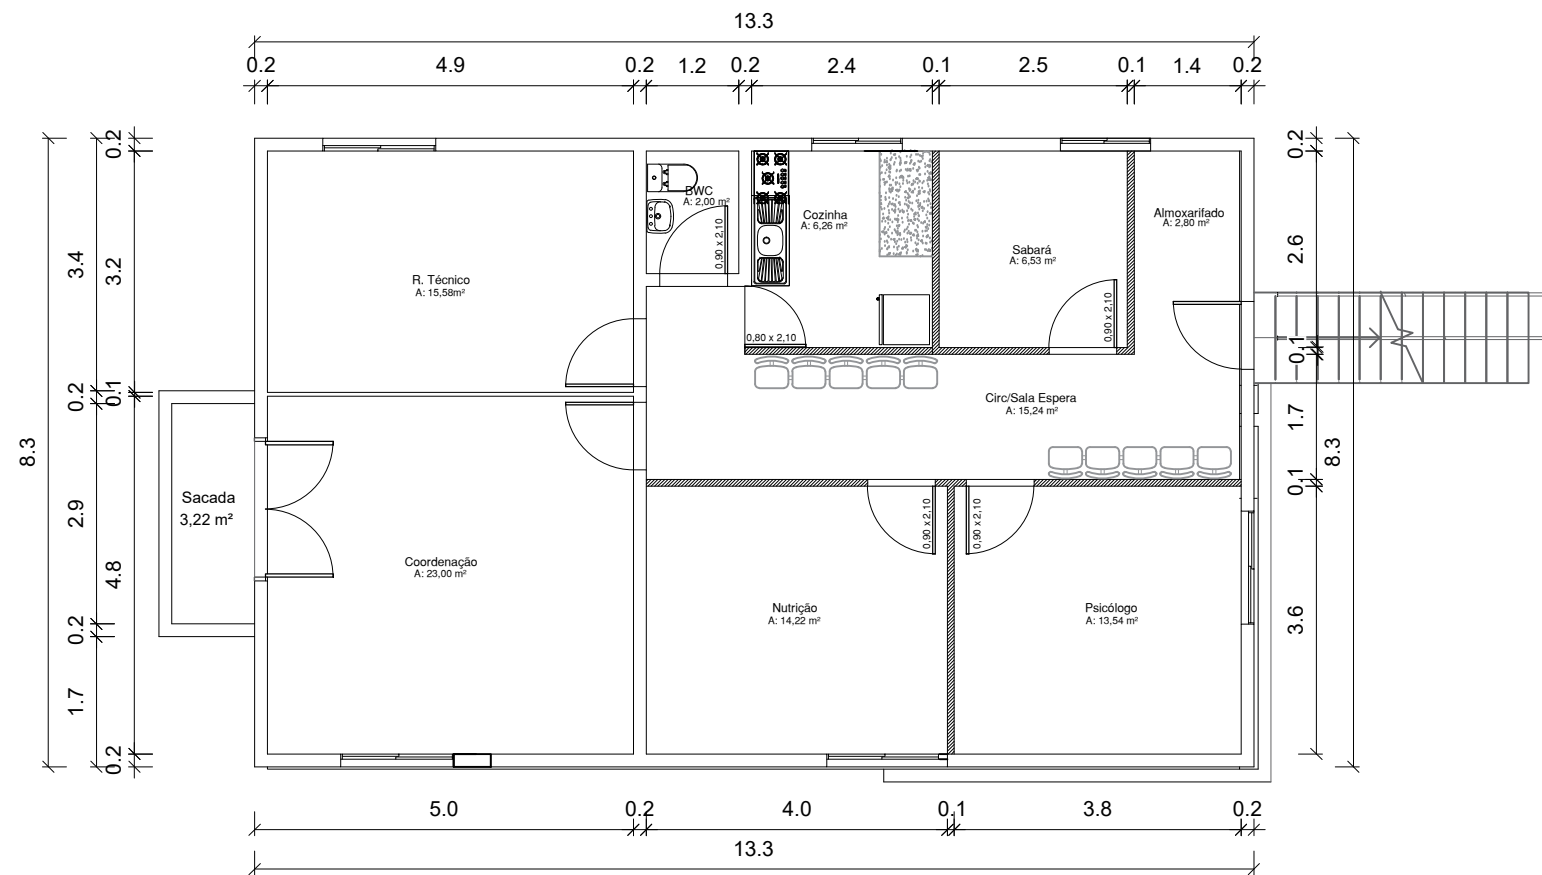 13.3
0.2 4.9 0.2 1.2 0.2 2.4 0.1 2.5 0.1 1.4 0.2
8.3
3.4
0.2
2.9
0.2
1.7
0.2
3.2
0.1
4.8
0.2
BWC
A: 2,00 m²
0,90 x 2,10
Cozinha
A: 6,26 m²
0,80 x 2,10
Sabará
A: 6,53 m²
0,90 x 2,10
Almoxarifado
A: 2,80 m²
R. Técnico
A: 15,58m²
Circ/Sala Espera
A: 15,24 m²
Sacada
3,22 m²
Coordenação
A: 23,00 m²
Nutrição
A: 14,22 m²
0,90 x 2,10
0,90 x 2,10
Psicólogo
A: 13,54 m²
0.2
2.6
0.1
1.7
0.1
3.6
8.3
5.0 0.2 4.0 0.1 3.8 0.2
13.3